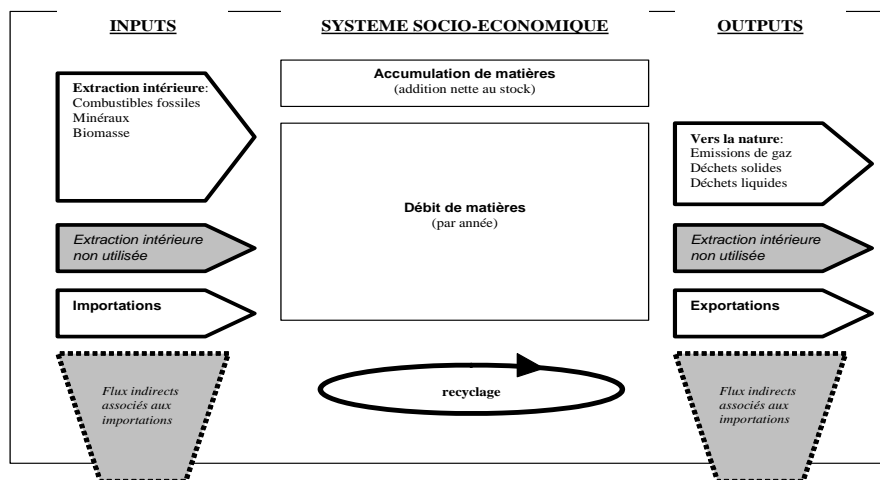 INPUTS
SYSTEME SOCIO-ECONOMIQUE
OUTPUTS
Extraction intérieure:
Combustibles fossiles
Minéraux
Biomasse
Accumulation de matières
(addition nette au stock)
Vers la nature:
Emissions de gaz
Déchets solides
Déchets liquides
Débit de matières
(par année)
Extraction intérieure
non utilisée
Extraction intérieure
non utilisée
Importations
Exportations
Flux indirects
associés aux
importations
recyclage
Flux indirects
associés aux
importations